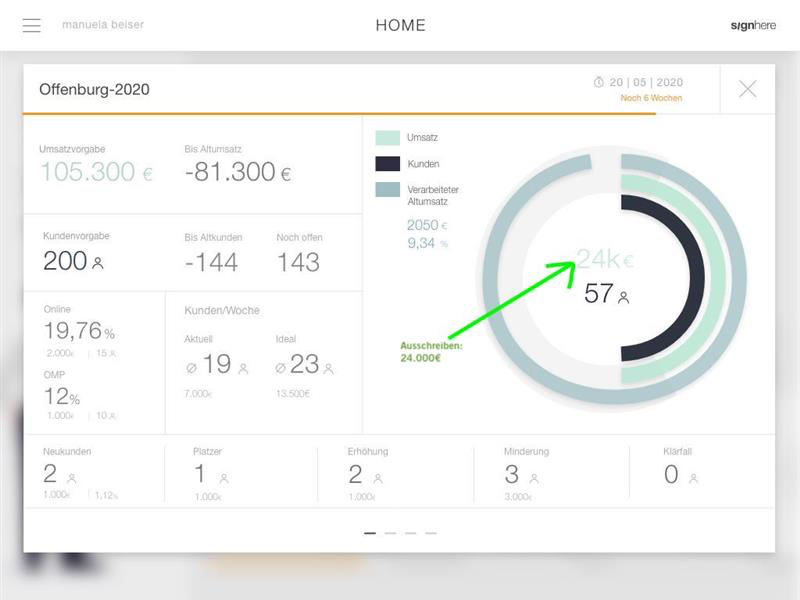 manuela beiser
HOME
signhere
Offenburg-2020
20 | 05 | 2020
Noch 6 Wochen
Umsatzvorgabe
105.300 €
Bis Altumsatz
-81.300 €
Kundenvorgabe
200
Bis Altkunden
-144
Noch offen
143
Online
19,76%
2.000€ | 15
OMP
12%
1.000€ | 10
Kunden/Woche
Aktuell
Ø 19
7.000€
Ideal
Ø 23
13.500€
Umsatz
Kunden
Verarbeiteter
Altumsatz
2050 €
9,34 %
24k€
57
Ausschreiben:
24.000€
Neukunden
2
1.000€ | 1,12%
Platzer
1
1.000€
Erhöhung
2
1.000€
Minderung
3
3.000€
Klärfall
0